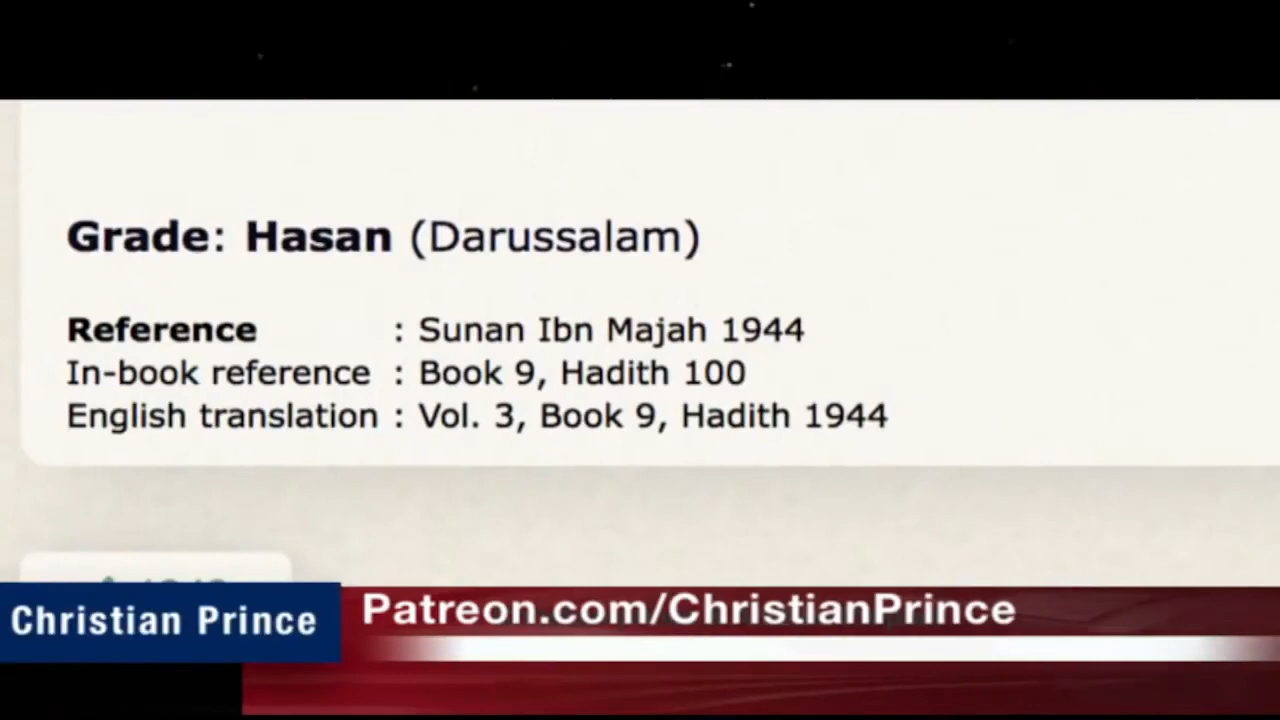 Grade: Hasan (Darussalam)
Reference : Sunan Ibn Majah 1944
In-book reference : Book 9, Hadith 100
English translation : Vol. 3, Book 9, Hadith 1944
Christian Prince
Patreon.com/ChristianPrince